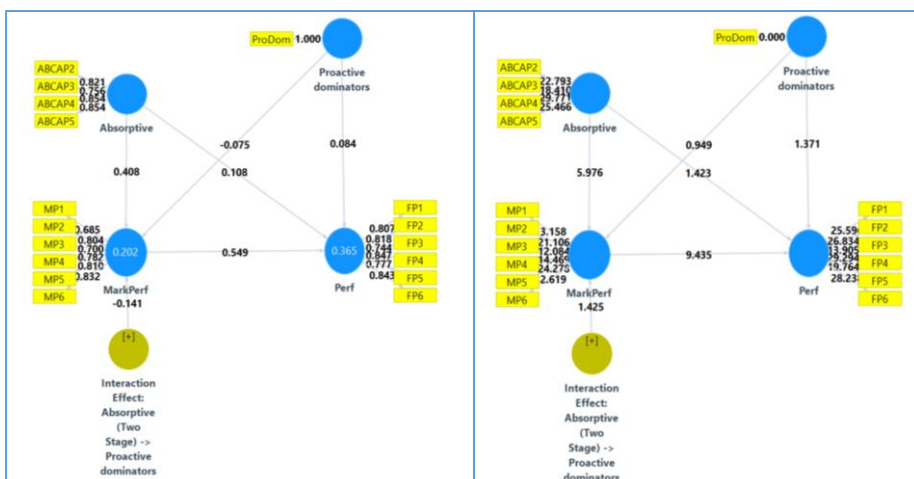 ProDom 1.000
Proactive
dominators
ABCAP2
ABCAP3
ABCAP4
ABCAP5
0.821
0.756
0.854
0.854
Absorptive
-0.075
0.084
0.108
0.408
MP1
MP2
MP3
MP4
MP5
MP6
0.685
0.804
0.700
0.782
0.810
0.832
0.202
MarkPerf
0.549
0.365
Perf
0.807
0.818
0.744
0.847
0.777
0.843
FP1
FP2
FP3
FP4
FP5
FP6
-0.141
[+]
Interaction
Effect:
Absorptive
(Two
Stage) ->
Proactive
dominators
ProDom 0.000
Proactive
dominators
ABCAP2
ABCAP3
ABCAP4
ABCAP5
22.793
18.410
29.771
25.466
Absorptive
0.949
1.371
1.423
5.976
MP1
MP2
MP3
MP4
MP5
MP6
3.158
21.106
12.084
14.469
24.278
2.619
MarkPerf
9.435
Perf
25.59
26.834
13.905
19.764
28.23
FP1
FP2
FP3
FP4
FP5
FP6
1.425
[+]
Interaction
Effect:
Absorptive
(Two
Stage) ->
Proactive
dominators